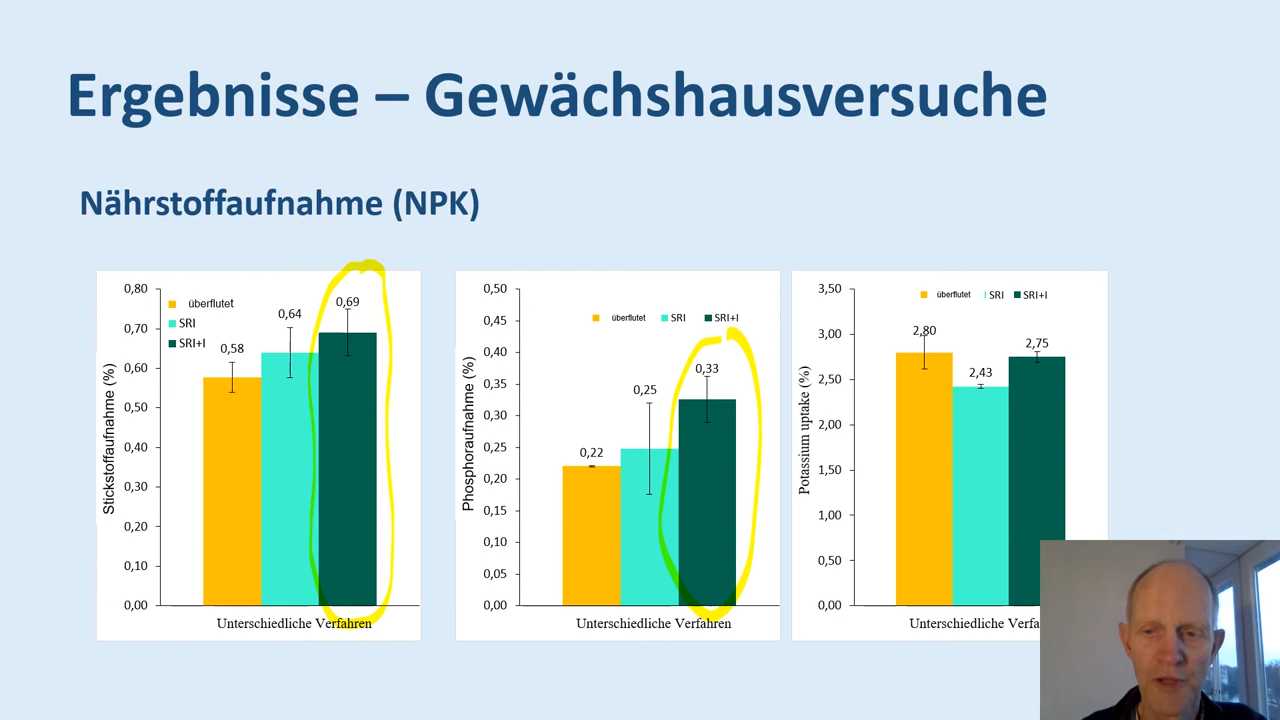 Ergebnisse – Gewächshausversuche
Nährstoffaufnahme (NPK)
0,80
0,70
0,60
0,50
0,40
0,30
0,20
0,10
0,00
Stickstoffaufnahme (%)
überflutet
SRI
SRI+I
0,58
0,64
0,69
Unterschiedliche Verfahren
0,50
0,45
0,40
0,35
0,30
0,25
0,20
0,15
0,10
0,05
0,00
Phosphoraufnahme (%)
überflutet SRI SRI+I
0,22
0,25
0,33
Unterschiedliche Verfahren
3,50
3,00
2,50
2,00
1,50
1,00
0,50
0,00
Potassium uptake (%)
überflutet SRI SRI+I
2,80
2,43
2,75
Unterschiedliche Verfa